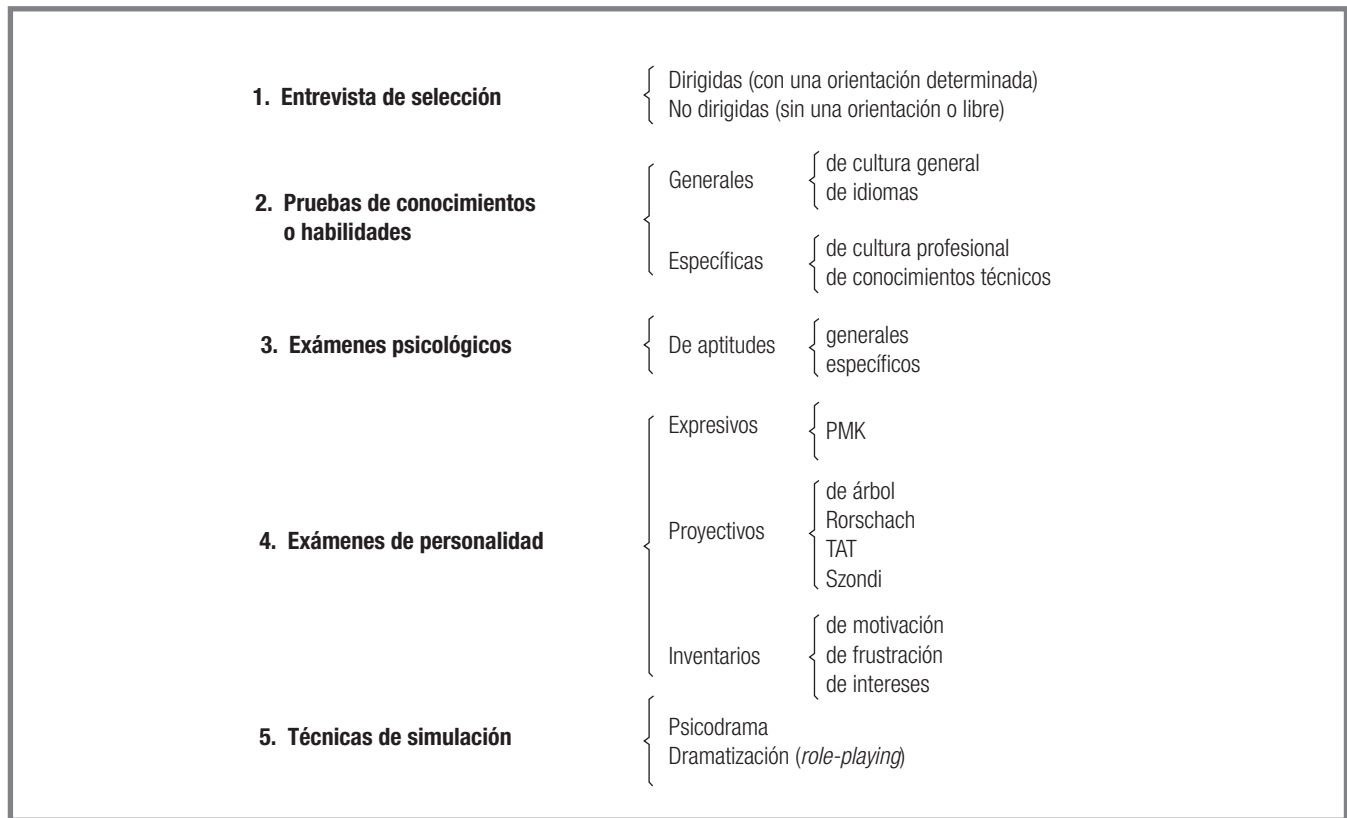 1. Entrevista de selección
Dirigidas (con una orientación determinada)
No dirigidas (sin una orientación o libre)
2. Pruebas de conocimientos
o habilidades
Generales
de cultura general
de idiomas
Específicas
de cultura profesional
de conocimientos técnicos
3. Exámenes psicológicos
De aptitudes
generales
específicos
4. Exámenes de personalidad
Expresivos
PMK
Proyectivos
de árbol
Rorschach
TAT
Szondi
Inventarios
de motivación
de frustración
de intereses
5. Técnicas de simulación
Psicodrama
Dramatización (role-playing)